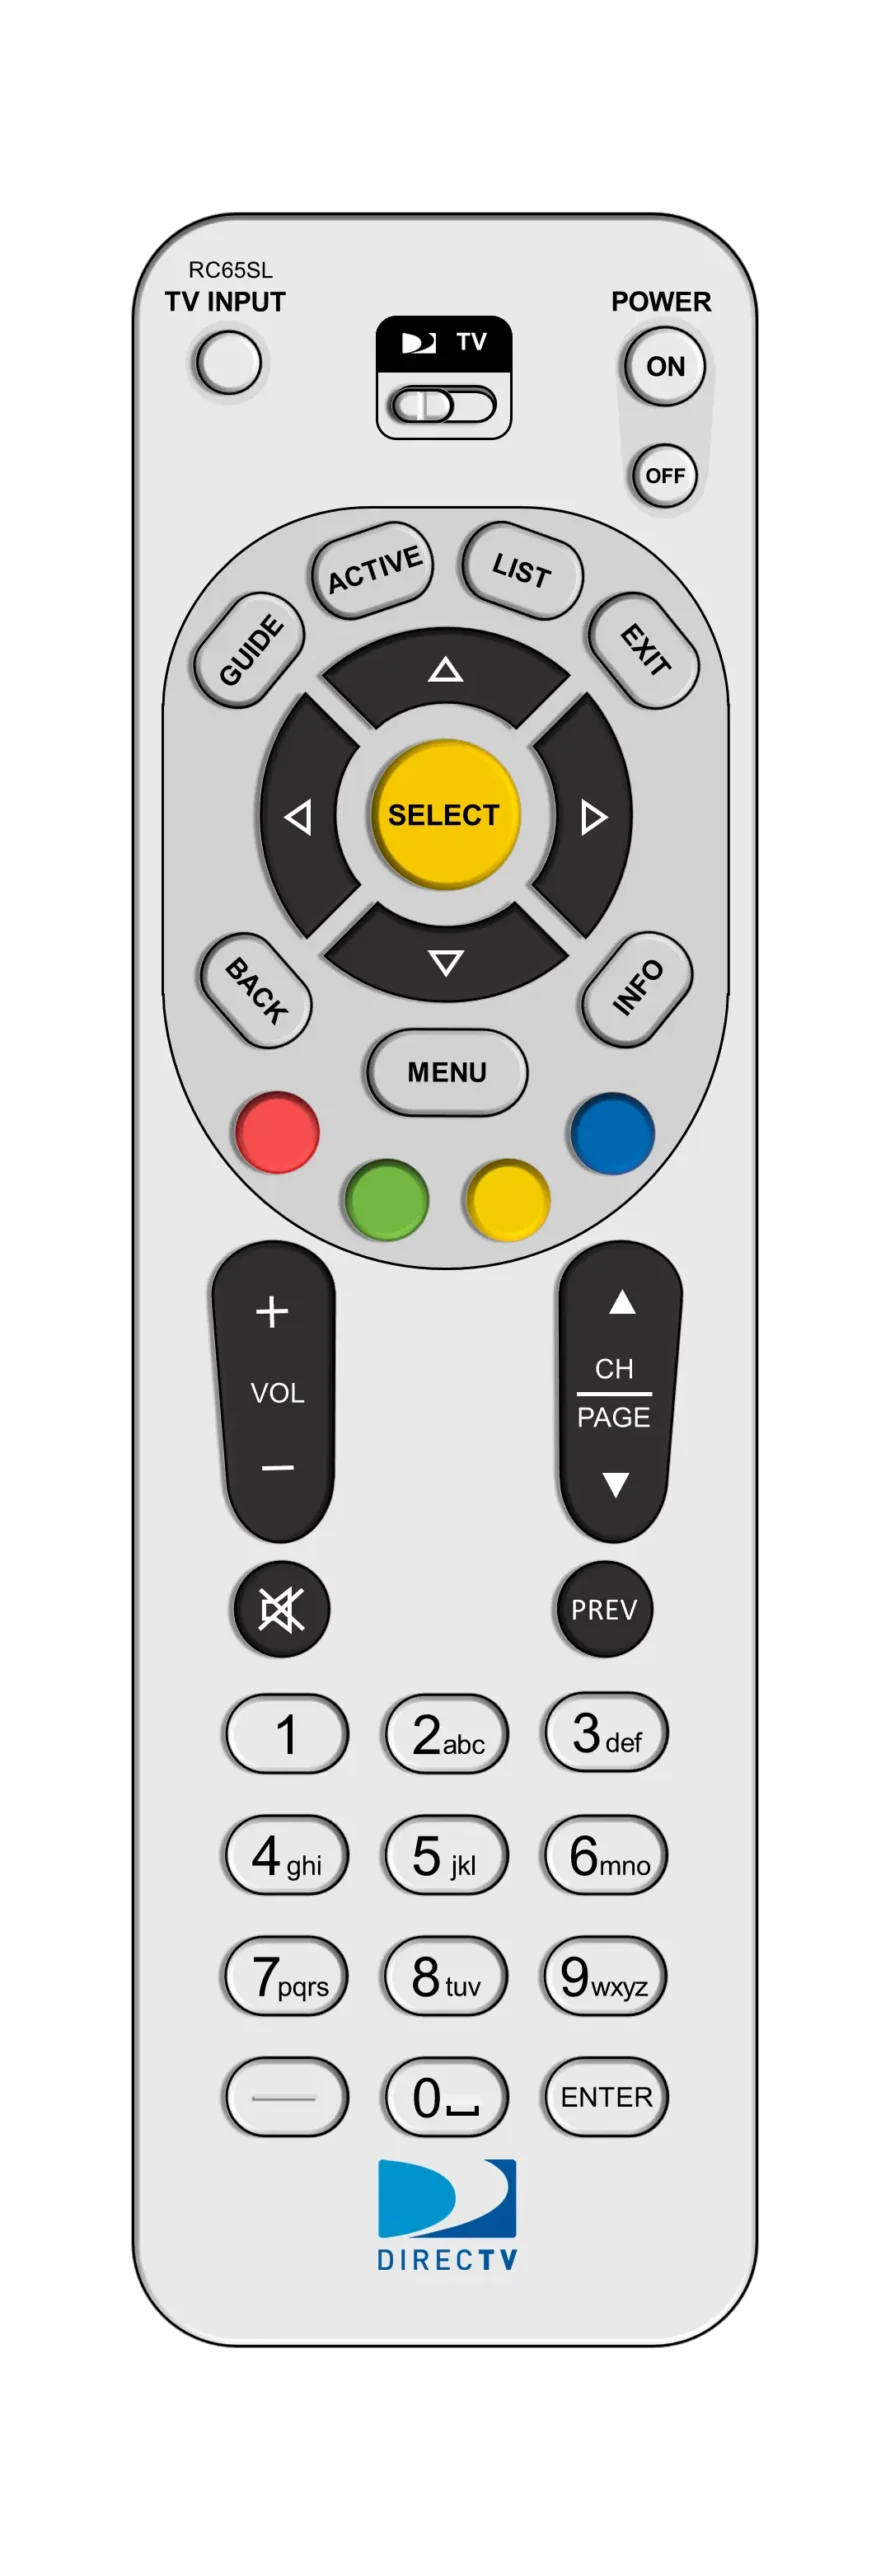 RC65SL
TV INPUT
POWER
TV
ON
OFF
ACTIVE
LIST
GUIDE
EXIT
SELECT
BACK
INFO
MENU
+
VOL
−
CH
PAGE
PREV
1
2abc
3def
4ghi
5jkl
6mno
7pqrs
8tuv
9wxyz
0
ENTER
DIRECTV